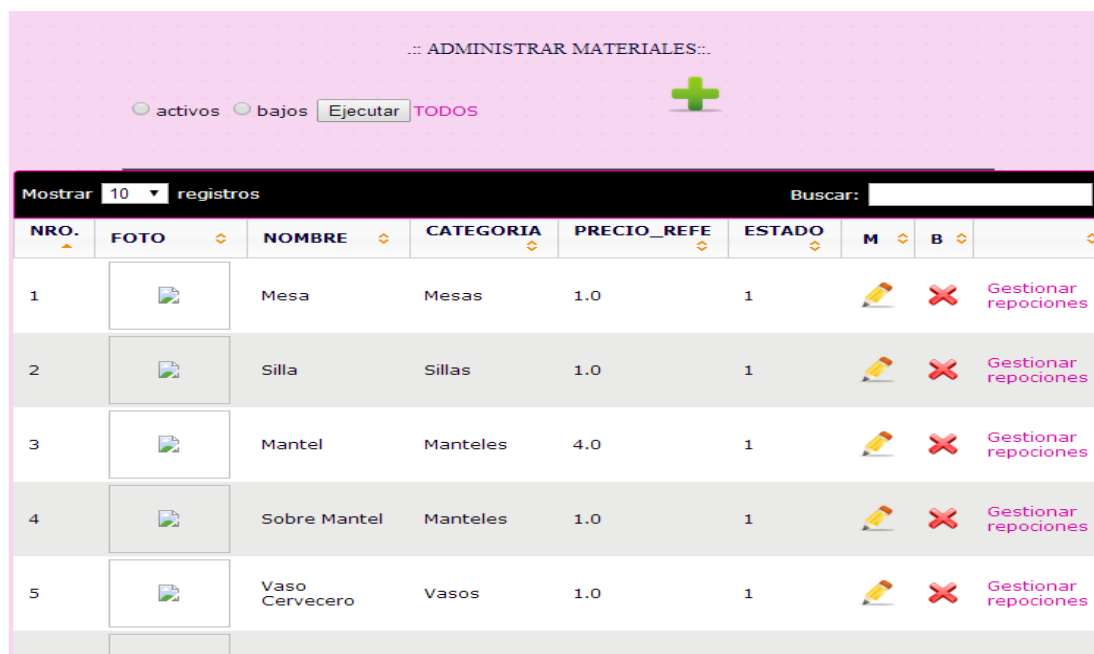 .:: ADMINISTRAR MATERIALES::.
activos bajos Ejecutar TODOS
Mostrar 10 registros Buscar:
NRO. FOTO NOMBRE CATEGORIA PRECIO_REFE ESTADO M B
1 Mesa Mesas 1.0 1 Gestionar
repociones
2 Silla Sillas 1.0 1 Gestionar
repociones
3 Mantel Manteles 4.0 1 Gestionar
repociones
4 Sobre Mantel Manteles 1.0 1 Gestionar
repociones
5 Vaso Cervecero Vasos 1.0 1 Gestionar
repociones